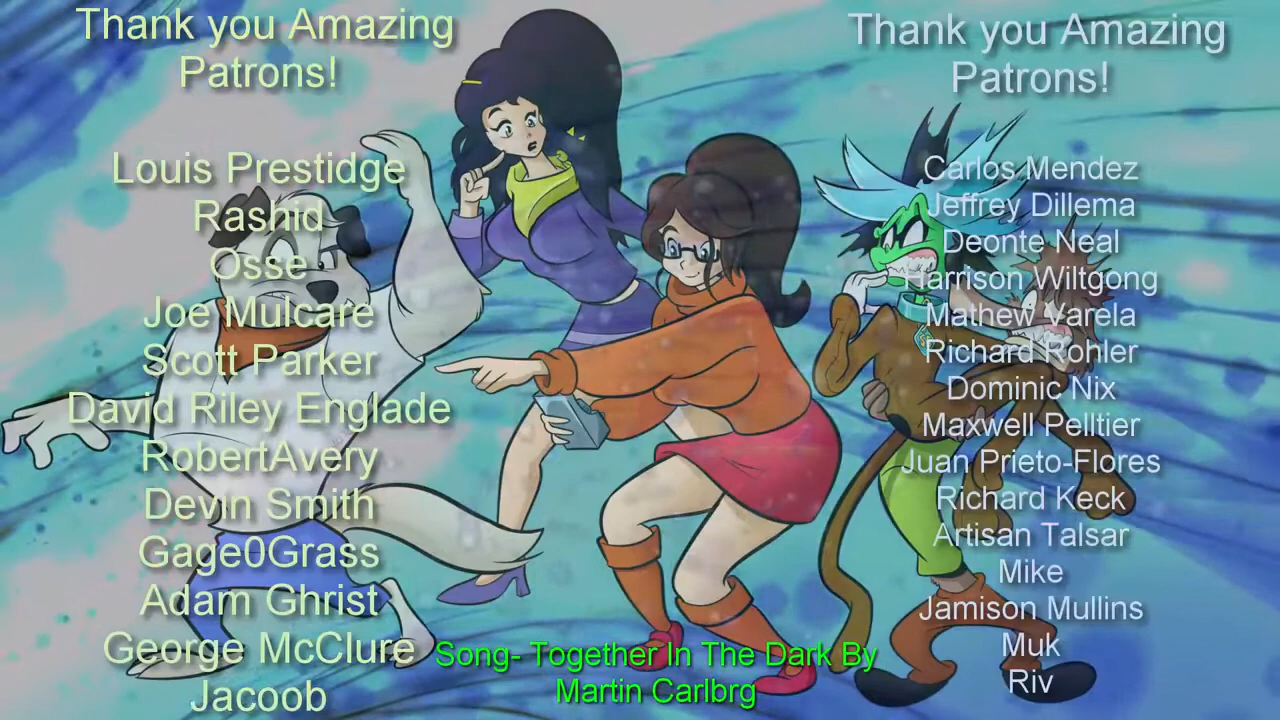 Thank you Amazing
Patrons!
Louis Prestidge
Rashid
Osse
Joe Mulcare
Scott Parker
David Riley Englade
RobertAvery
Devin Smith
Gage0Grass
Adam Ghrist
George McClure
Jacoob
Thank you Amazing
Patrons!
Carlos Mendez
Jeffrey Dillema
Deonte Neal
Harrison Wiltgong
Mathew Varela
Richard Rohler
Dominic Nix
Maxwell Pelltier
Juan Prieto-Flores
Richard Keck
Artisan Talsar
Mike
Jamison Mullins
Muk
Riv
Song- Together In The Dark By
Martin Carlbrg